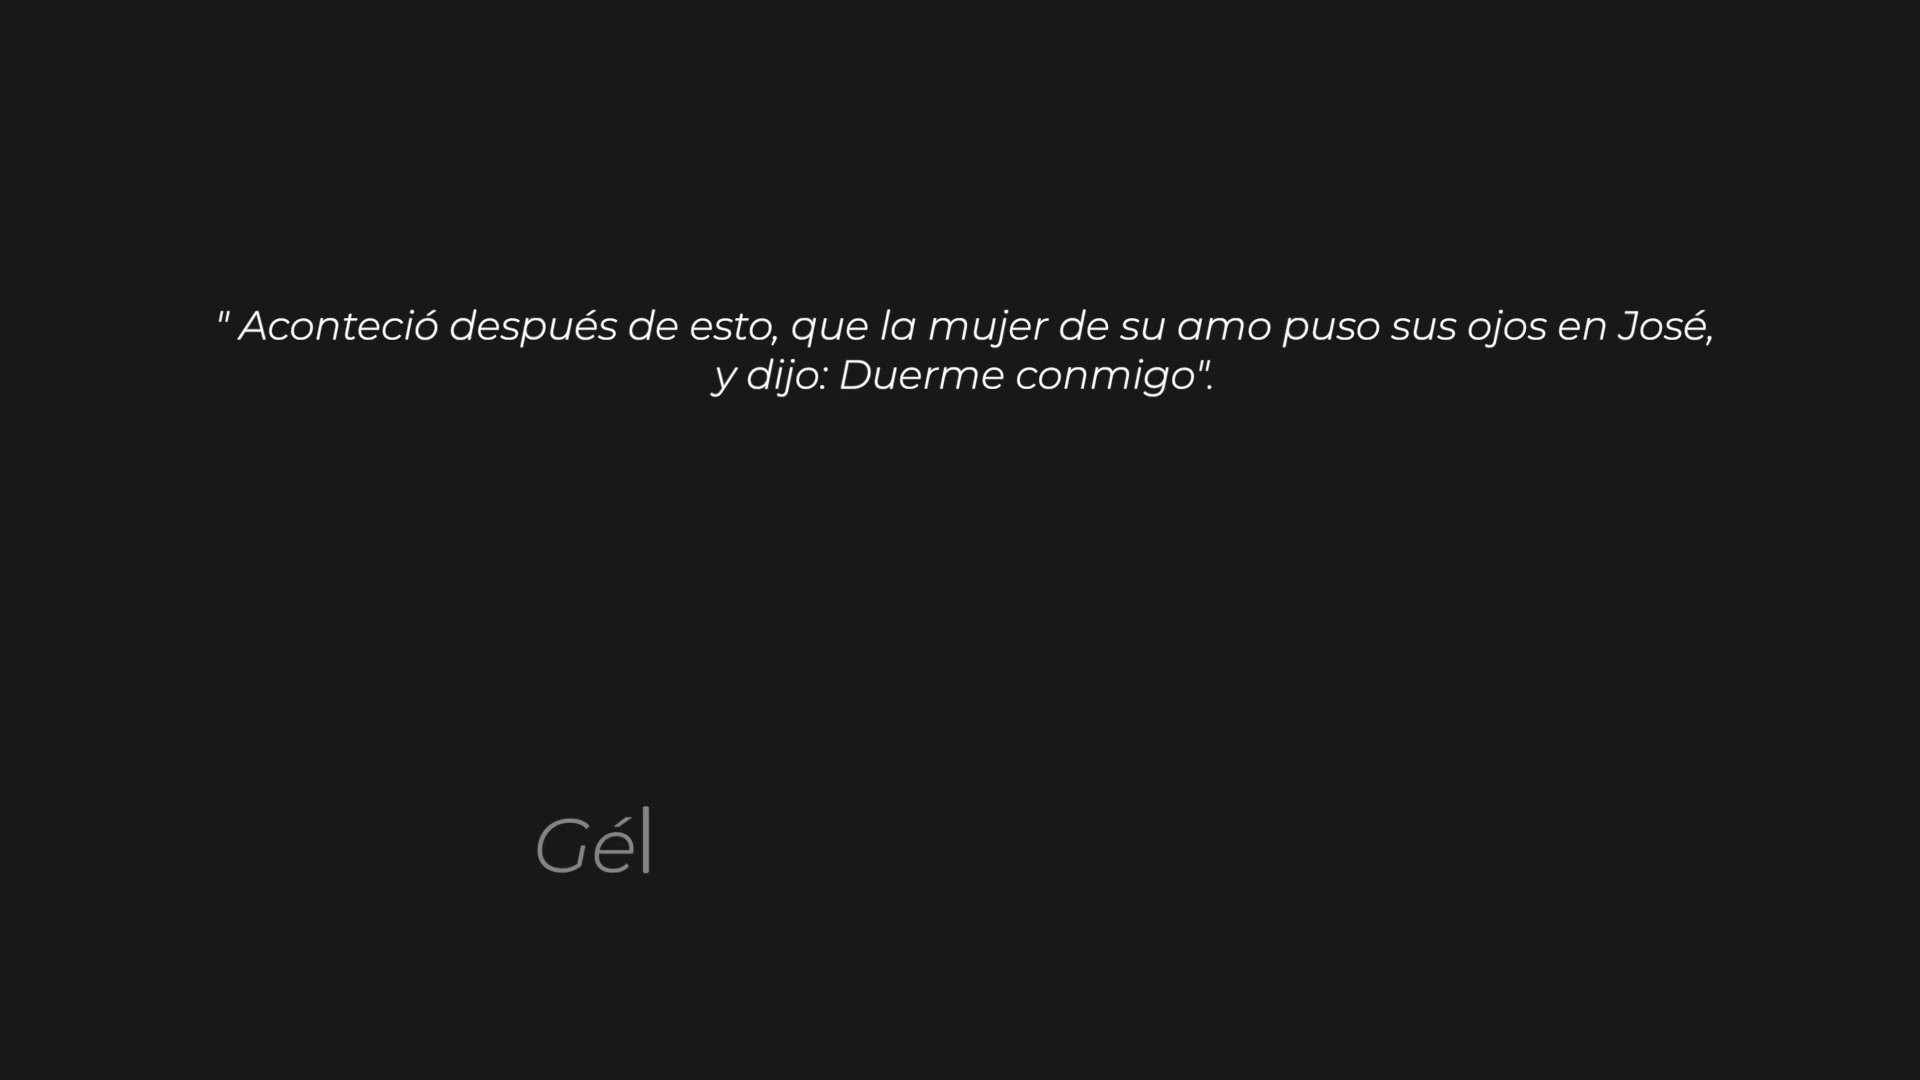 " Aconteció después de esto, que la mujer de su amo puso sus ojos en José,
y dijo: Duerme conmigo".
Gél